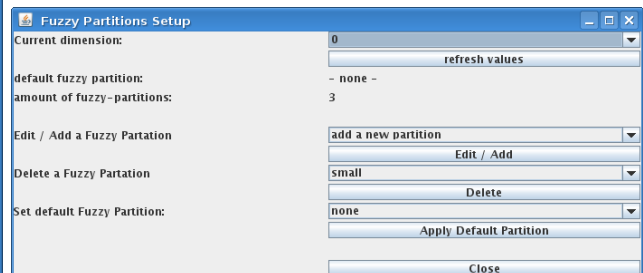 Fuzzy Partitions Setup
Current dimension: 0
refresh values
default fuzzy partition: - none -
amount of fuzzy-partitions: 3
Edit / Add a Fuzzy Partation add a new partition
Edit / Add
Delete a Fuzzy Partation small
Delete
Set default Fuzzy Partition: none
Apply Default Partition
Close